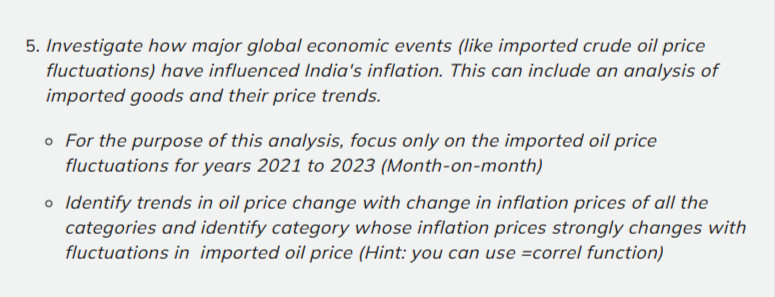 5. Investigate how major global economic events (like imported crude oil price
fluctuations) have influenced India's inflation. This can include an analysis of
imported goods and their price trends.
○ For the purpose of this analysis, focus only on the imported oil price
fluctuations for years 2021 to 2023 (Month-on-month)
○ Identify trends in oil price change with change in inflation prices of all the
categories and identify category whose inflation prices strongly changes with
fluctuations in imported oil price (Hint: you can use =correl function)